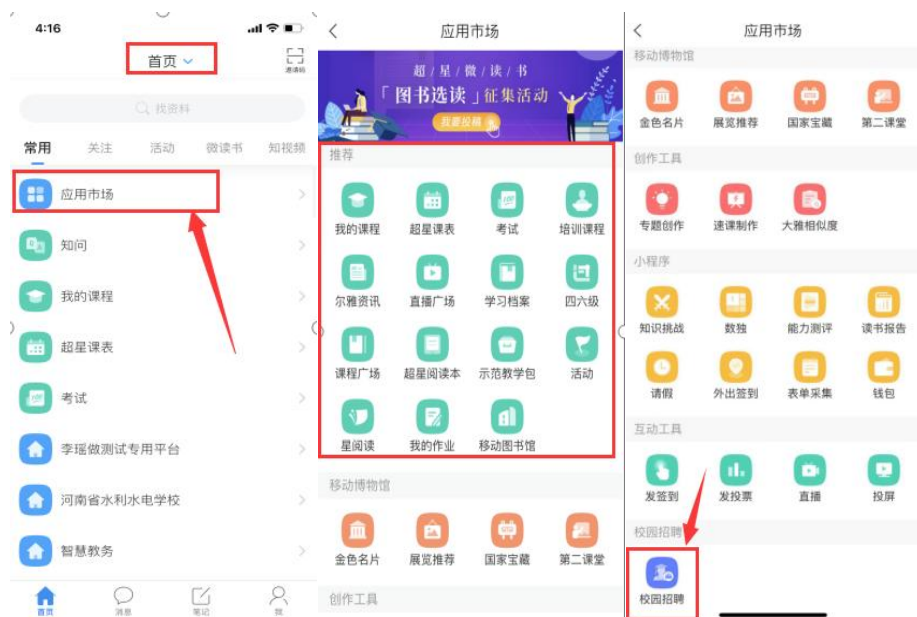 4:16
首页
邀请码
找资料
常用 关注 活动 微读书 知视频
应用市场
知问
我的课程
超星课表
考试
李瑶做测试专用平台
河南省水利水电学校
智慧教务
首页 消息 笔记 我
应用市场
超/星/微/读/书
「图书选读」征集活动
我要投稿
推荐
我的课程 超星课表 考试 培训课程
尔雅资讯 直播广场 学习档案 四六级
课程广场 超星阅读本 示范教学包 活动
星阅读 我的作业 移动图书馆
移动博物馆
金色名片 展览推荐 国家宝藏 第二课堂
创作工具
应用市场
移动博物馆
金色名片 展览推荐 国家宝藏 第二课堂
创作工具
专题创作 速课制作 大雅相似度
小程序
知识挑战 数独 能力测评 读书报告
请假 外出签到 表单采集 钱包
互动工具
发签到 发投票 直播 投屏
校园招聘
校园招聘